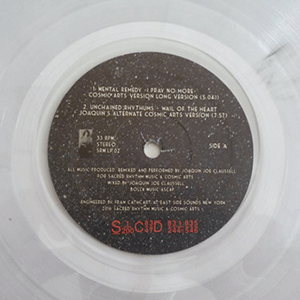 1. MENTAL REMEDY - I PRAY NO MORE
COSMIC ARTS VERSION LONG VERSION (5.04)
2. UNCHAINED RHYTHUMS - WAIL OF THE HEART
JOAQUIN'S ALTERNATE COSMIC ARTS VERSION (7.57)
33 RPM
STEREO
SRM LP 02
SIDE A
ALL MUSIC PRODUCED, REMIXED AND PERFORMED BY JOAQUIN JOE CLAUSSELL
FOR SACRED RHYTHM MUSIC & COSMIC ARTS
MIXED BY JOAQUIN JOE CLAUSSELL
MUSIC ASCAP
ENGINEERED BY FRAN CATHCART AT EAST SIDE SOUNDS NEW YORK
SACRED RHYTHM MUSIC & COSMIC ARTS